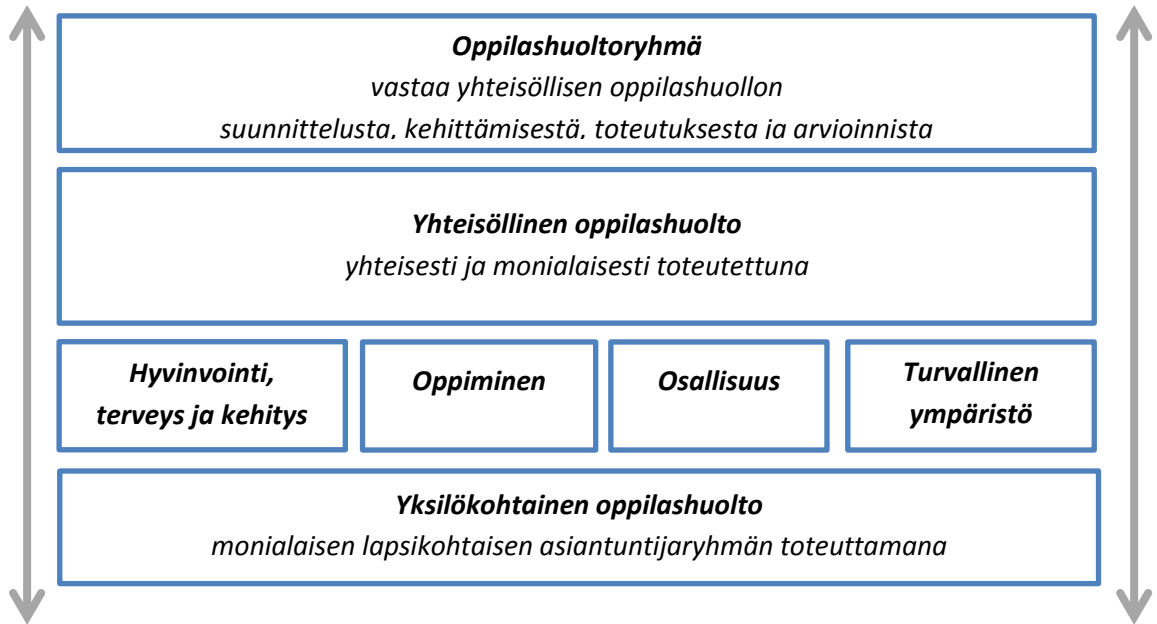 Oppilashuoltoryhmä
vastaa yhteisöllisen oppilashuollon
suunnittelusta, kehittämisestä, toteutuksesta ja arvioinnista
Yhteisöllinen oppilashuolto
yhteisesti ja monialaisesti toteutettuna
Hyvinvointi,
terveys ja kehitys
Oppiminen
Osallisuus
Turvallinen
ympäristö
Yksilökohtainen oppilashuolto
monialaisen lapsikohtaisen asiantuntijaryhmän toteuttamana